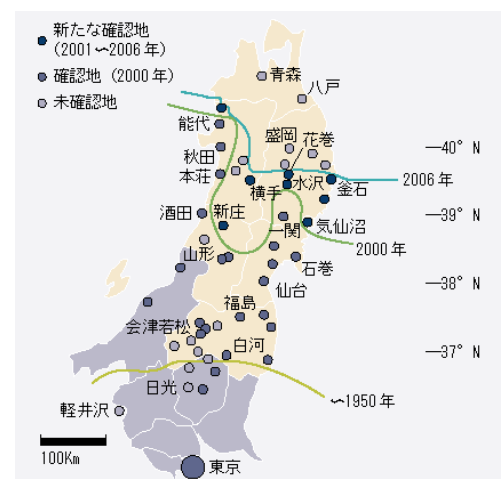 新たな確認地
(2001～2006年)
確認地(2000年)
未確認地
青森
八戸
能代
盛岡
花巻
秋田
本荘
横手
水沢
釜石
酒田
新庄
一関
気仙沼
山形
石巻
仙台
福島
会津若松
白河
日光
軽井沢
東京
40° N
39° N
38° N
37° N
2006年
2000年
～1950年
100Km